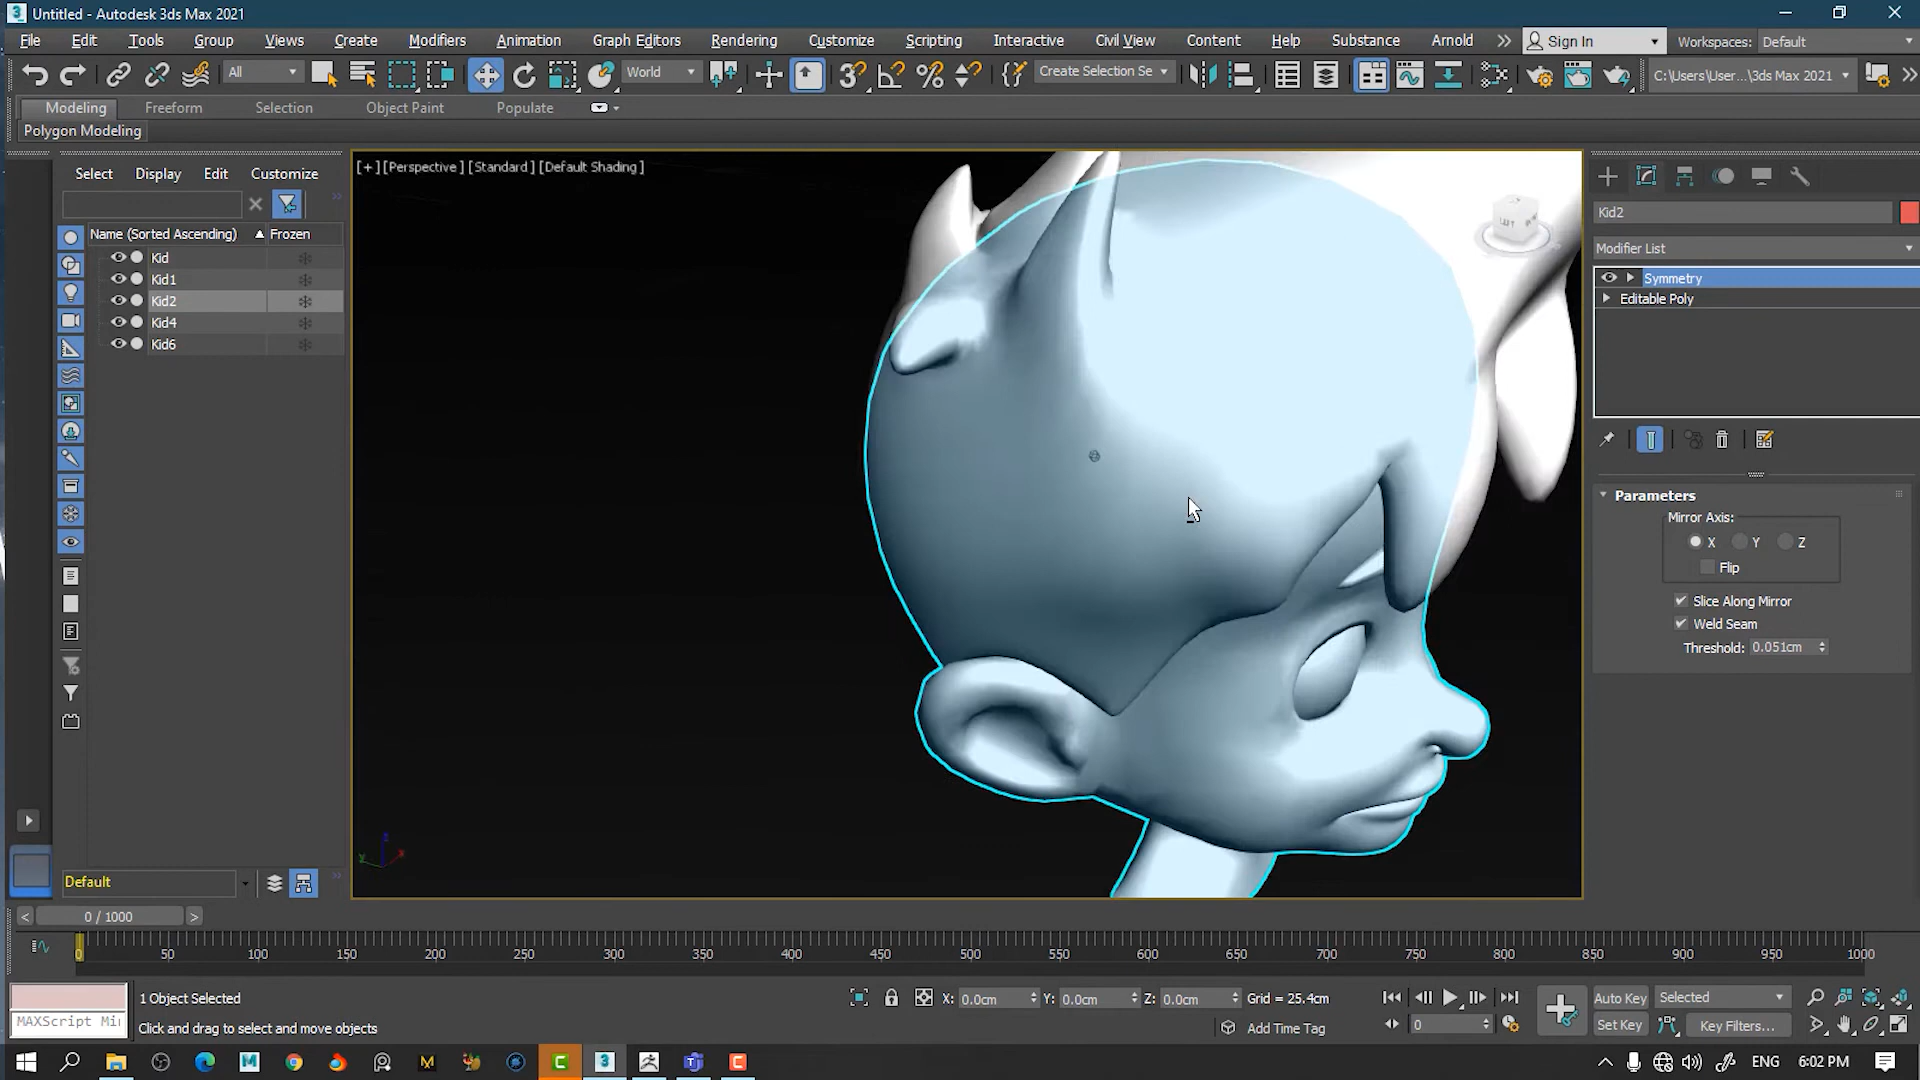 Untitled - Autodesk 3ds Max 2021
File Edit Tools Group Views Create Modifiers Animation Graph Editors Rendering Customize Scripting Interactive Civil View Content Help Substance Arnold Sign In Workspaces: Default
All World Create Selection Se C:\Users\User...\3ds Max 2021
Modeling Freeform Selection Object Paint Populate
Polygon Modeling
[+] [Perspective] [Standard] [Default Shading]
Select Display Edit Customize
Name (Sorted Ascending) Frozen
Kid
Kid1
Kid2
Kid4
Kid6
Kid2
Modifier List
Symmetry
Editable Poly
Parameters
Mirror Axis:
X Y Z
Flip
Slice Along Mirror
Weld Seam
Threshold: 0.051cm
Default
0 / 1000
0 50 100 150 200 250 300 350 400 450 500 550 600 650 700 750 800 850 900 950 1000
1 Object Selected
X: 0.0cm Y: 0.0cm Z: 0.0cm Grid = 25.4cm
Auto Key Selected
MAXScript Mi
Click and drag to select and move objects
Add Time Tag
0
Set Key Key Filters...
ENG 6:02 PM